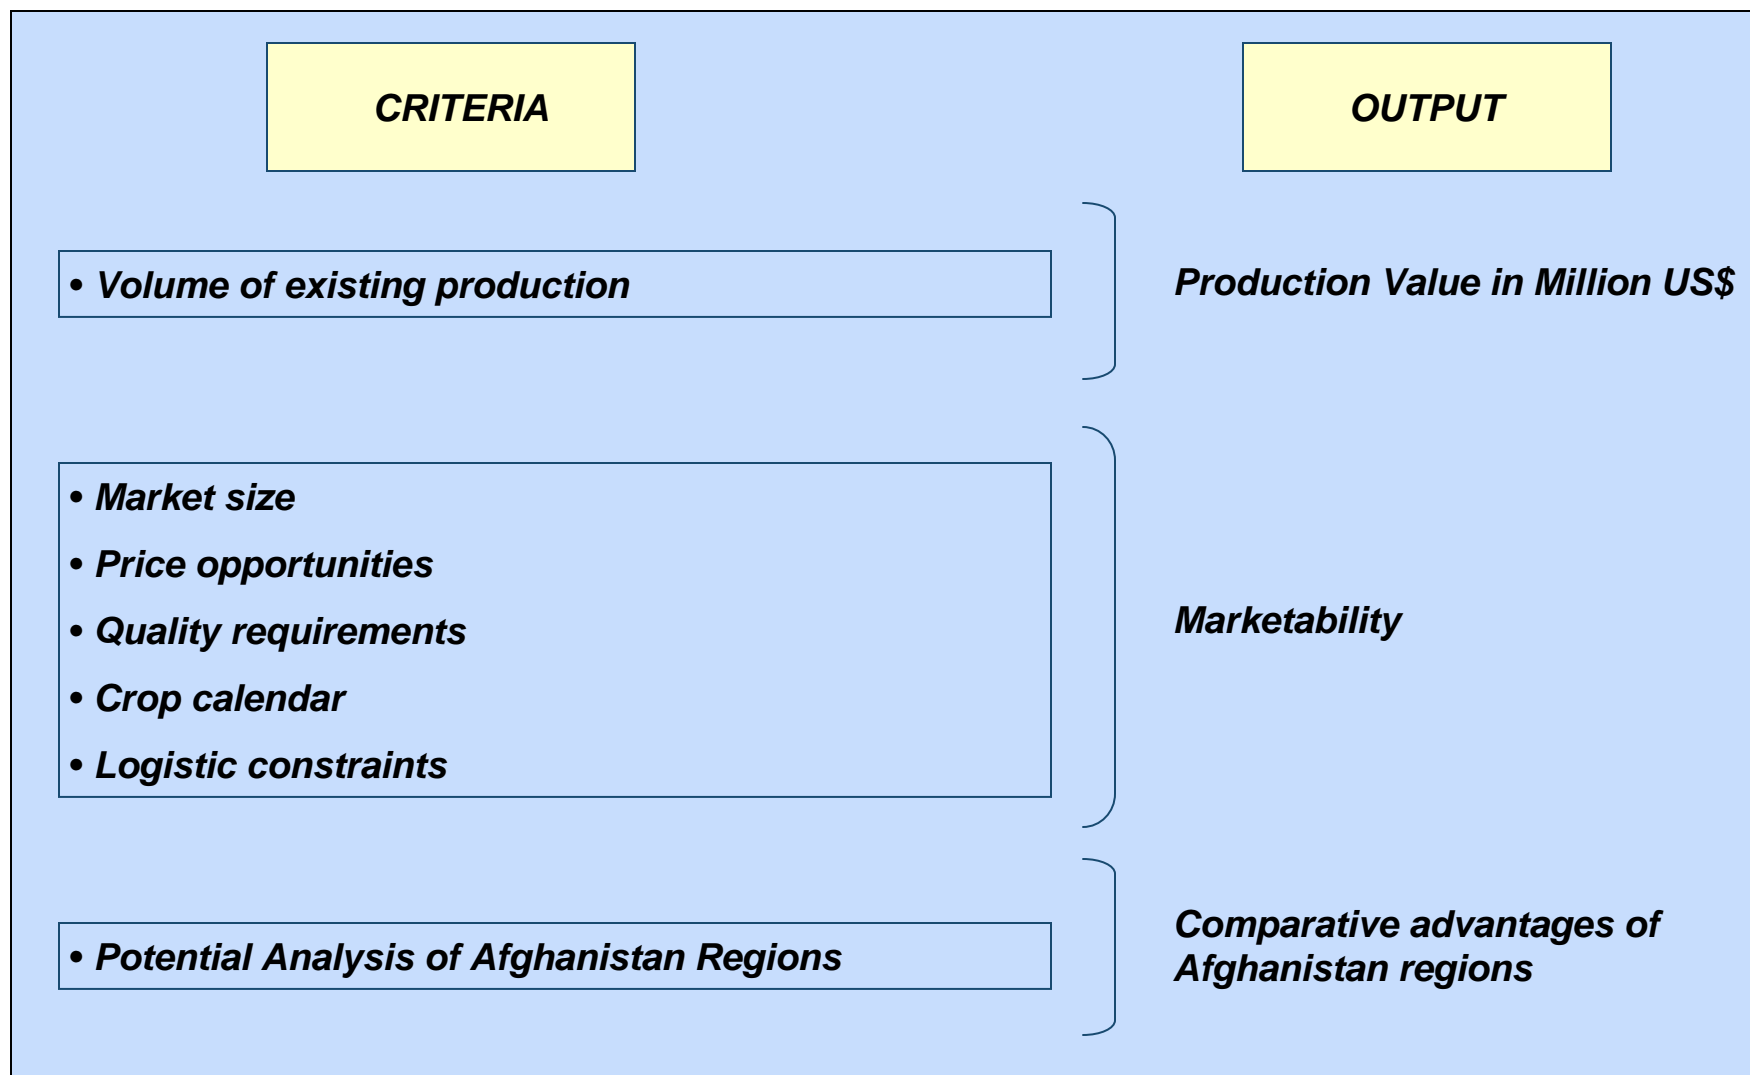 CRITERIA
OUTPUT
• Volume of existing production
Production Value in Million US$
• Market size
• Price opportunities
• Quality requirements
• Crop calendar
• Logistic constraints
Marketability
• Potential Analysis of Afghanistan Regions
Comparative advantages of
Afghanistan regions